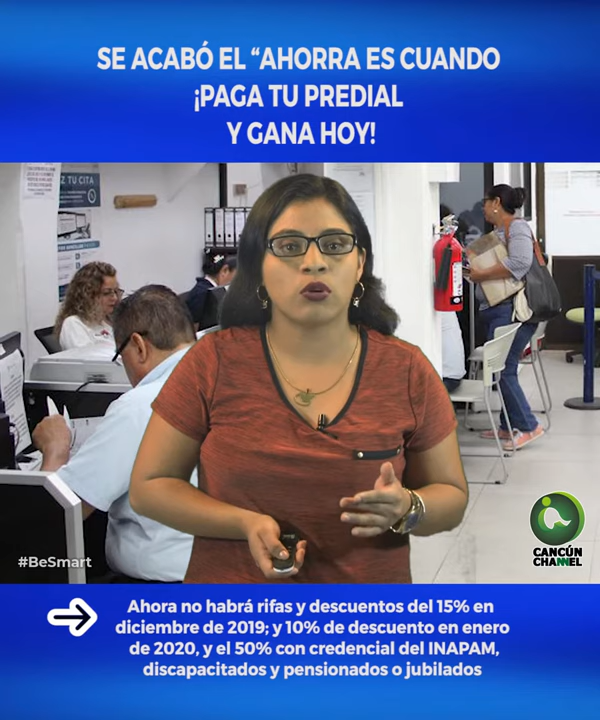 SE ACABÓ EL “AHORRA ES CUANDO
¡PAGA TU PREDIAL
Y GANA HOY!
Z TU CITA
#BeSmart
CANCÚN
CHANNEL
Ahora no habrá rifas y descuentos del 15% en
diciembre de 2019; y 10% de descuento en enero
de 2020, y el 50% con credencial del INAPAM,
discapacitados y pensionados o jubilados